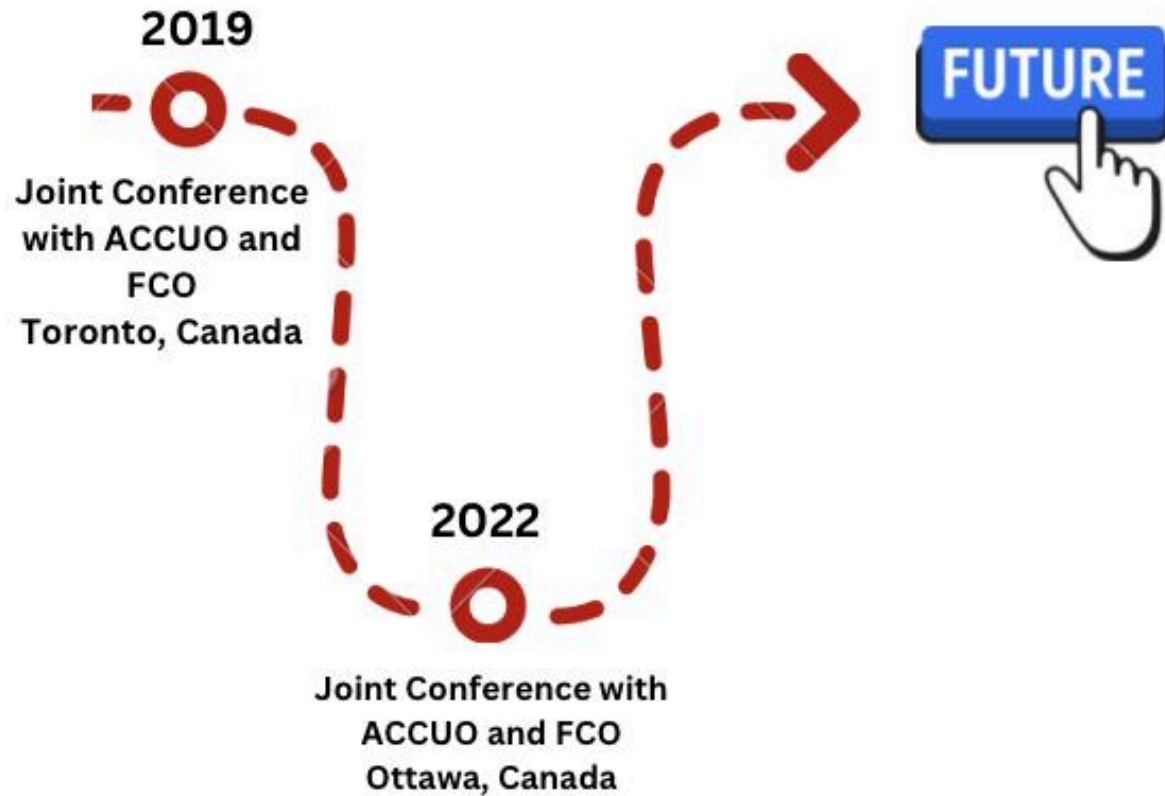 2019
Joint Conference
with ACCUO and
FCO
Toronto, Canada
FUTURE
2022
Joint Conference with
ACCUO and FCO
Ottawa, Canada